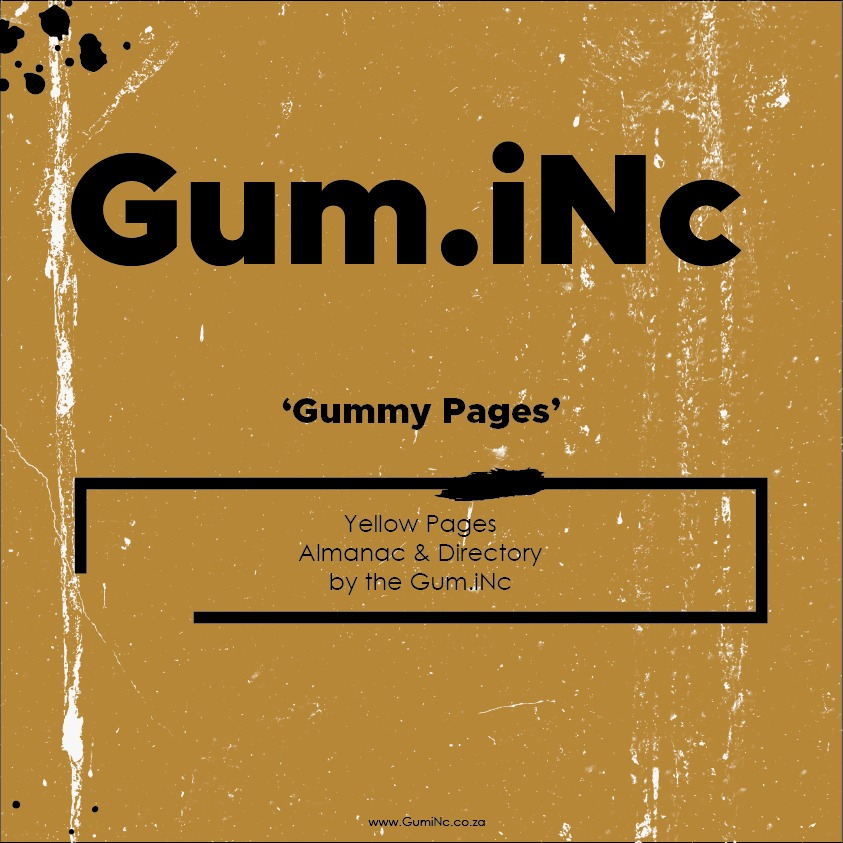 Gum.iNc
‘Gummy Pages’
Yellow Pages
Almanac & Directory
by the Gum.iNc
www.GumiNc.co.za